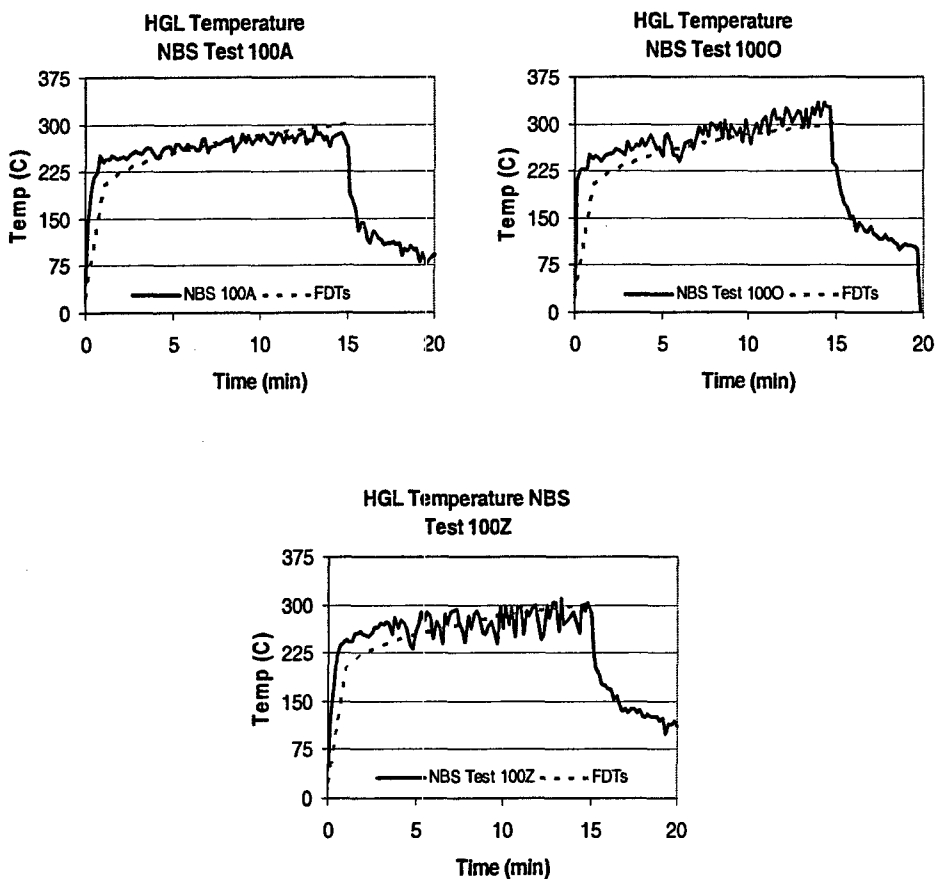 HGL Temperature
NBS Test 100A
375
300
225
150
75
0
Temp (C)
NBS 100A
FDTs
0 5 10 15 20
Time (min)
HGL Temperature
NBS Test 100O
375
300
225
150
75
0
Temp (C)
NBS Test 100O
FDTs
0 5 10 15 20
Time (min)
HGL Temperature NBS
Test 100Z
375
300
225
150
75
0
Temp (C)
NBS Test 100Z
FDTs
0 5 10 15 20
Time (min)